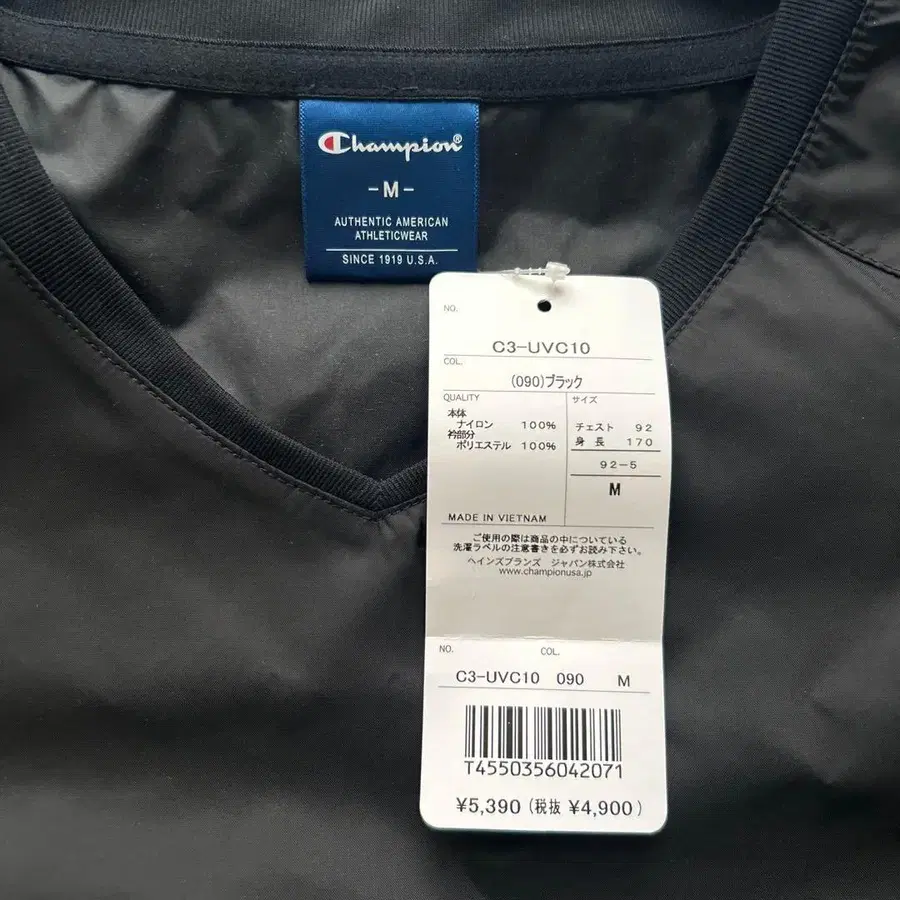 Champion®
-M-
AUTHENTIC AMERICAN
ATHLETICWEAR
SINCE 1919 U.S.A.
NO.
C3-UVC10
COL.
(090)ブラック
QUALITY
本体
ナイロン 100%
衿部分
ポリエステル 100%
サイズ
チェスト 92
身長 170
92-5
M
MADE IN VIETNAM
ご使用の際は商品の中についている
洗濯ラベルの注意書きを必ずお読み下さい。
ヘインズブランズ ジャパン株式会社
www.championusa.jp
NO. COL.
C3-UVC10 090 M
T4550356042071
¥5,390 (税抜 ¥4,900)